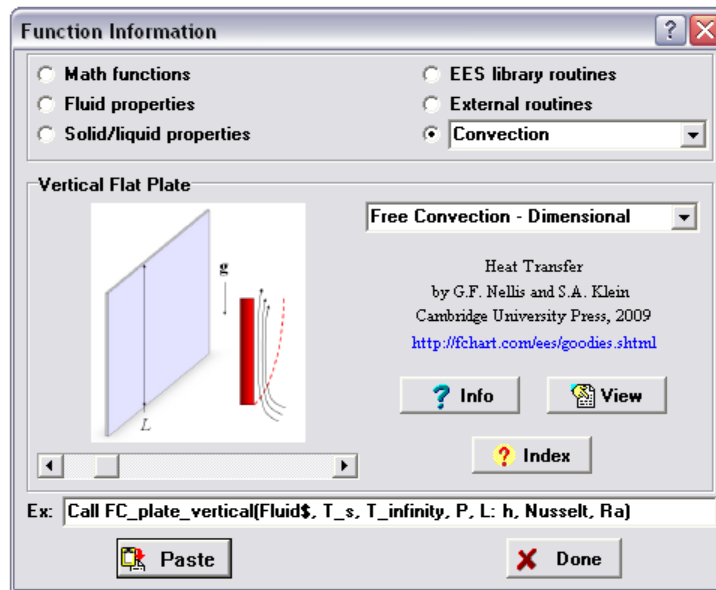 Function Information
Math functions
EES library routines
Fluid properties
External routines
Solid/liquid properties
Convection
Vertical Flat Plate
Free Convection - Dimensional
g
L
Heat Transfer
by G.F. Nellis and S.A. Klein
Cambridge University Press, 2009
http://fchart.com/ees/goodies.shtml
? Info
View
? Index
Ex: Call FC_plate_vertical(Fluid$, T_s, T_infinity, P, L: h, Nusselt, Ra)
Paste
Done